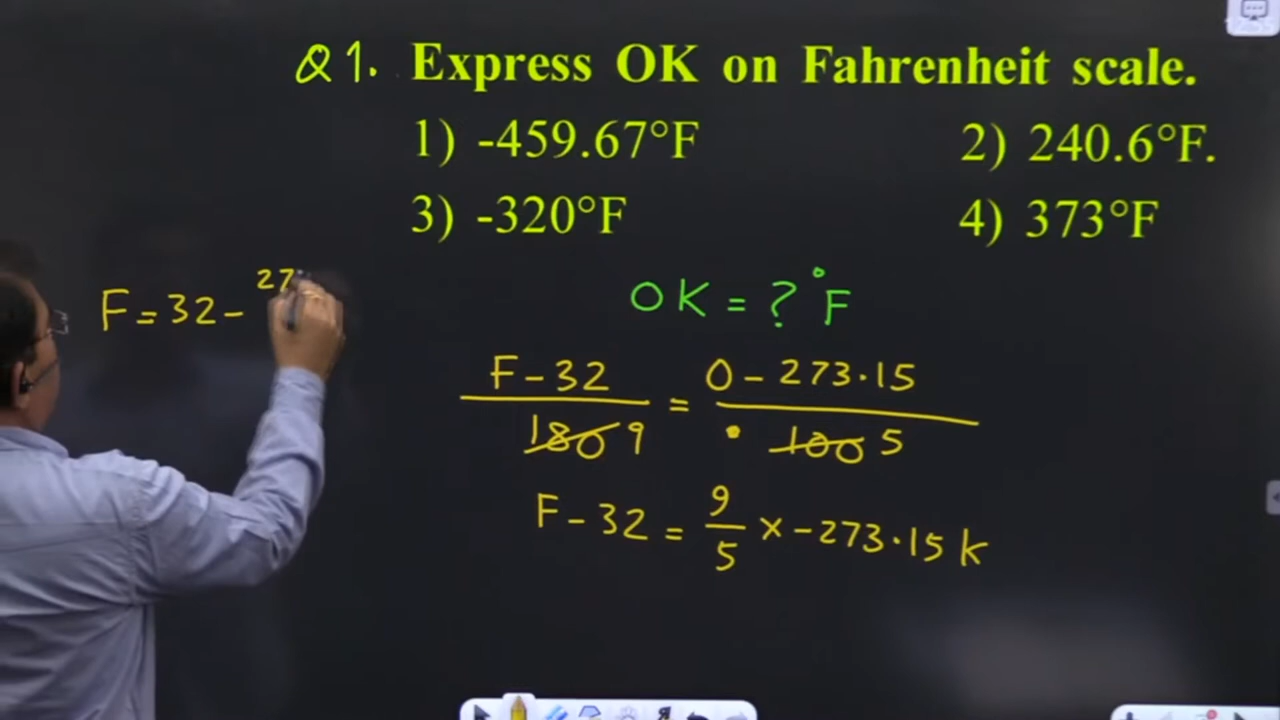 Q1. Express OK on Fahrenheit scale.
1) -459.67°F 2) 240.6°F.
3) -320°F 4) 373°F
F = 32 - 27
OK = ? °F
F - 32 / 180 9 = 0 - 273.15 / 100 5
F - 32 = 9/5 × -273.15 k